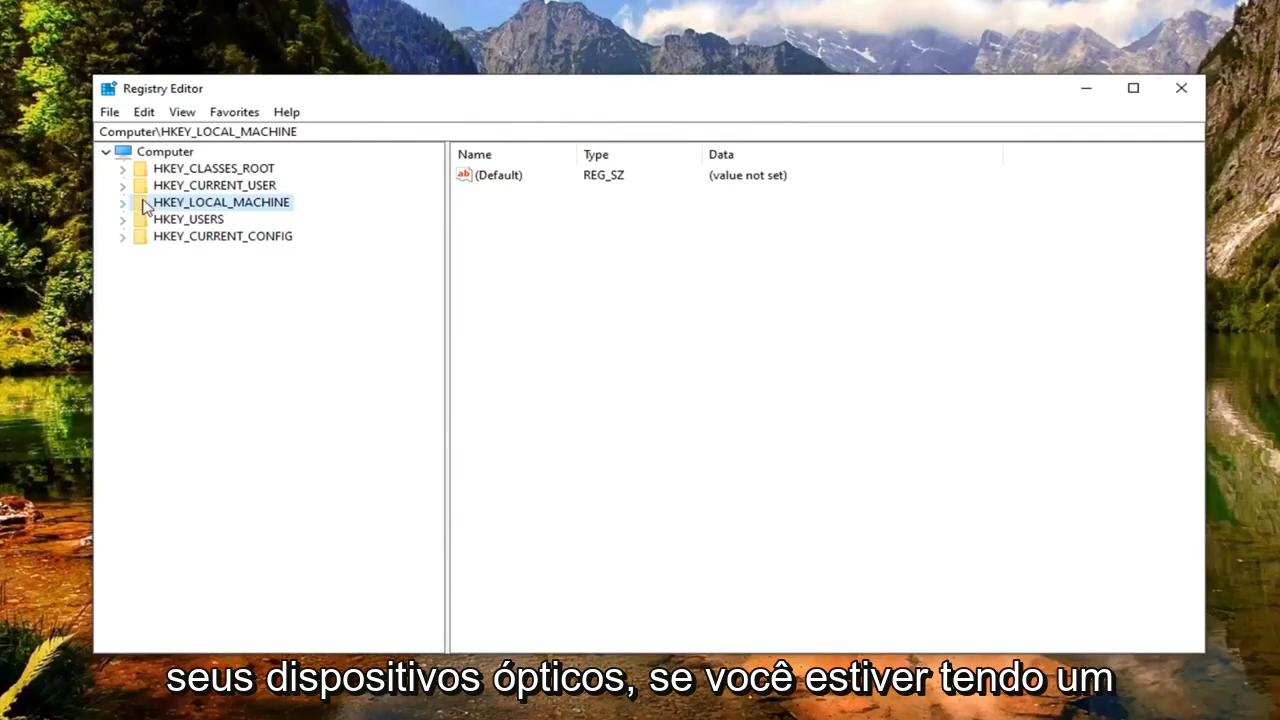 Registry Editor
File Edit View Favorites Help
Computer\HKEY_LOCAL_MACHINE
Computer
HKEY_CLASSES_ROOT
HKEY_CURRENT_USER
HKEY_LOCAL_MACHINE
HKEY_USERS
HKEY_CURRENT_CONFIG
Name Type Data
ab (Default) REG_SZ (value not set)
seus dispositivos ópticos, se você estiver tendo um